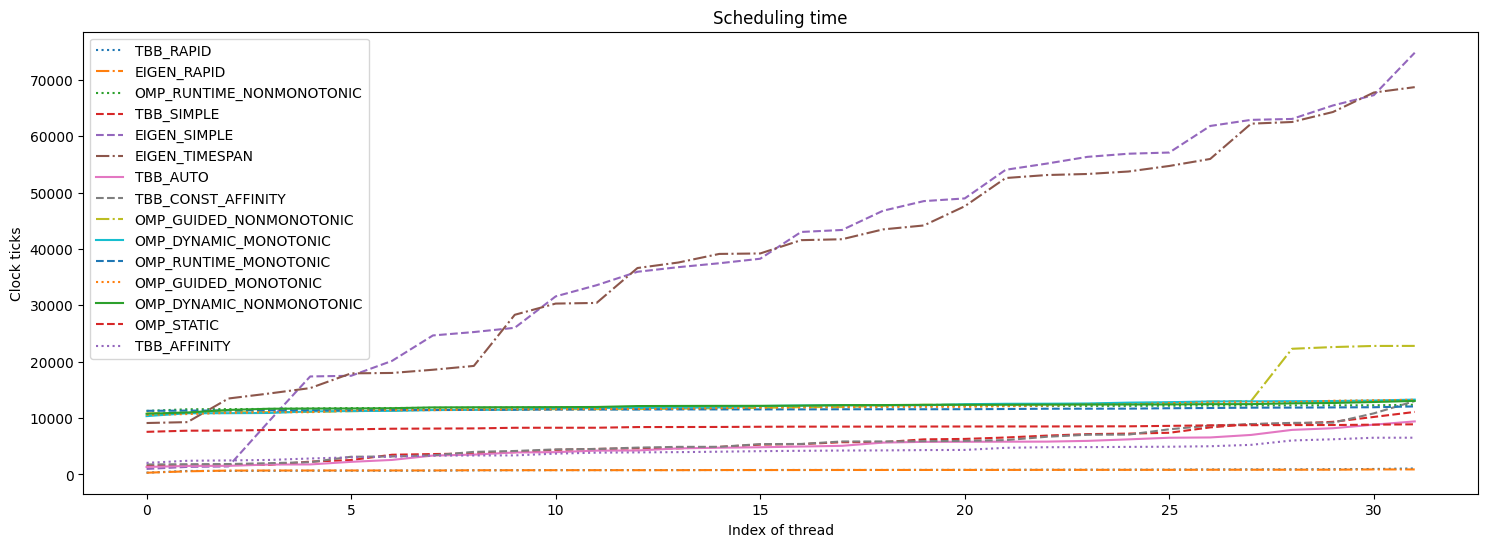 Scheduling time
TBB_RAPID
EIGEN_RAPID
OMP_RUNTIME_NONMONOTONIC
TBB_SIMPLE
EIGEN_SIMPLE
EIGEN_TIMESPAN
TBB_AUTO
TBB_CONST_AFFINITY
OMP_GUIDED_NONMONOTONIC
OMP_DYNAMIC_MONOTONIC
OMP_RUNTIME_MONOTONIC
OMP_GUIDED_MONOTONIC
OMP_DYNAMIC_NONMONOTONIC
OMP_STATIC
TBB_AFFINITY
Clock ticks
70000
60000
50000
40000
30000
20000
10000
0
0 5 10 15 20 25 30
Index of thread